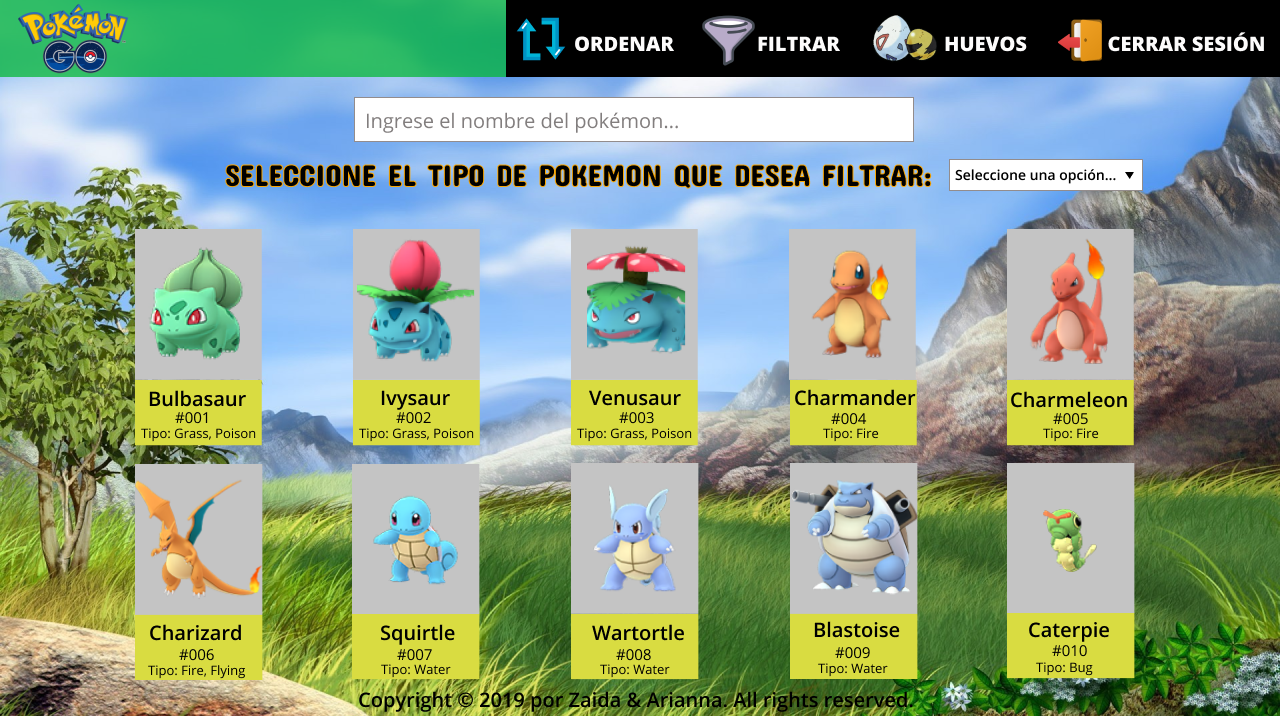 POKéMON
GO
ORDENAR
FILTRAR
HUEVOS
CERRAR SESIÓN
Ingrese el nombre del pokémon...
SELECCIONE EL TIPO DE POKEMON QUE DESEA FILTRAR:
Seleccione una opción... ▼
Bulbasaur
#001
Tipo: Grass, Poison
Ivysaur
#002
Tipo: Grass, Poison
Venusaur
#003
Tipo: Grass, Poison
Charmander
#004
Tipo: Fire
Charmeleon
#005
Tipo: Fire
Charizard
#006
Tipo: Fire, Flying
Squirtle
#007
Tipo: Water
Wartortle
#008
Tipo: Water
Blastoise
#009
Tipo: Water
Caterpie
#010
Tipo: Bug
Copyright © 2019 por Zaida & Arianna. All rights reserved.